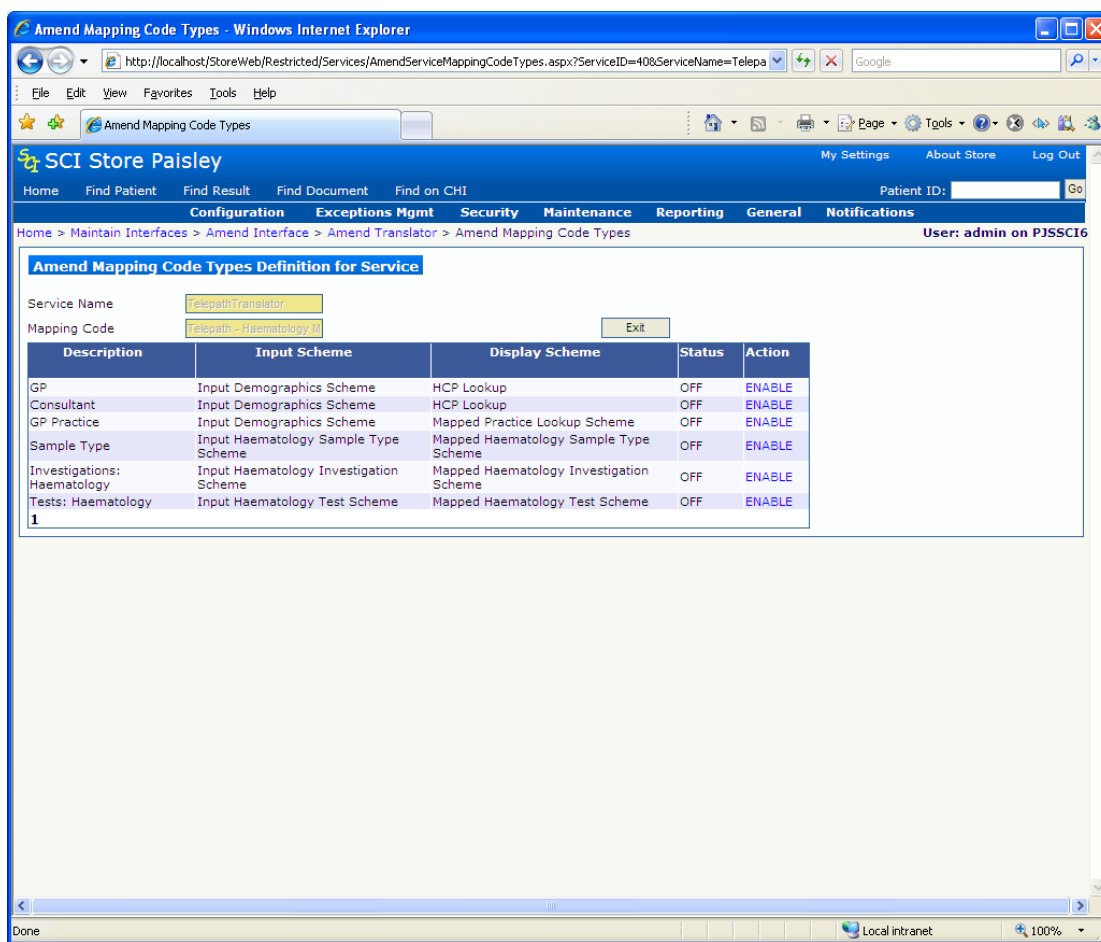 Amend Mapping Code Types - Windows Internet Explorer
http://localhost/StoreWeb/Restricted/Services/AmendServiceMappingCodeTypes.aspx?ServiceID=40&ServiceName=Telepa
Google
File Edit View Favorites Tools Help
Amend Mapping Code Types
Page Tools
SCI Store Paisley
My Settings About Store Log Out
Home Find Patient Find Result Find Document Find on CHI
Patient ID: Go
Configuration Exceptions Mgmt Security Maintenance Reporting General Notifications
Home > Maintain Interfaces > Amend Interface > Amend Translator > Amend Mapping Code Types
User: admin on PJSSCI6
Amend Mapping Code Types Definition for Service
Service Name TelepathTranslator
Mapping Code Telepath - Haematology M Exit
Description Input Scheme Display Scheme Status Action
GP Input Demographics Scheme HCP Lookup OFF ENABLE
Consultant Input Demographics Scheme HCP Lookup OFF ENABLE
GP Practice Input Demographics Scheme Mapped Practice Lookup Scheme OFF ENABLE
Sample Type Input Haematology Sample Type Scheme Mapped Haematology Sample Type Scheme OFF ENABLE
Investigations: Haematology Input Haematology Investigation Scheme Mapped Haematology Investigation Scheme OFF ENABLE
Tests: Haematology Input Haematology Test Scheme Mapped Haematology Test Scheme OFF ENABLE
1
Done Local intranet 100%